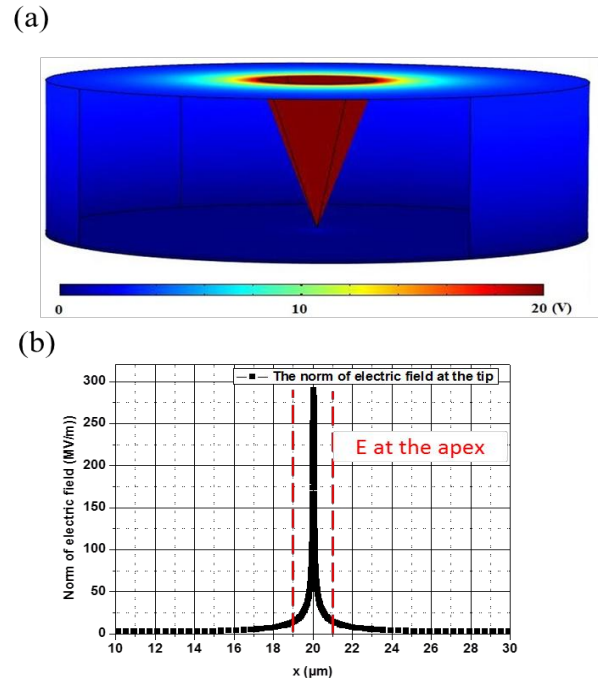 (a)
0 10 20 (V)
(b)
The norm of electric field at the tip
E at the apex
Norm of electric field (MV/m))
300
250
200
150
100
50
0
10 12 14 16 18 20 22 24 26 28 30
x (μm)